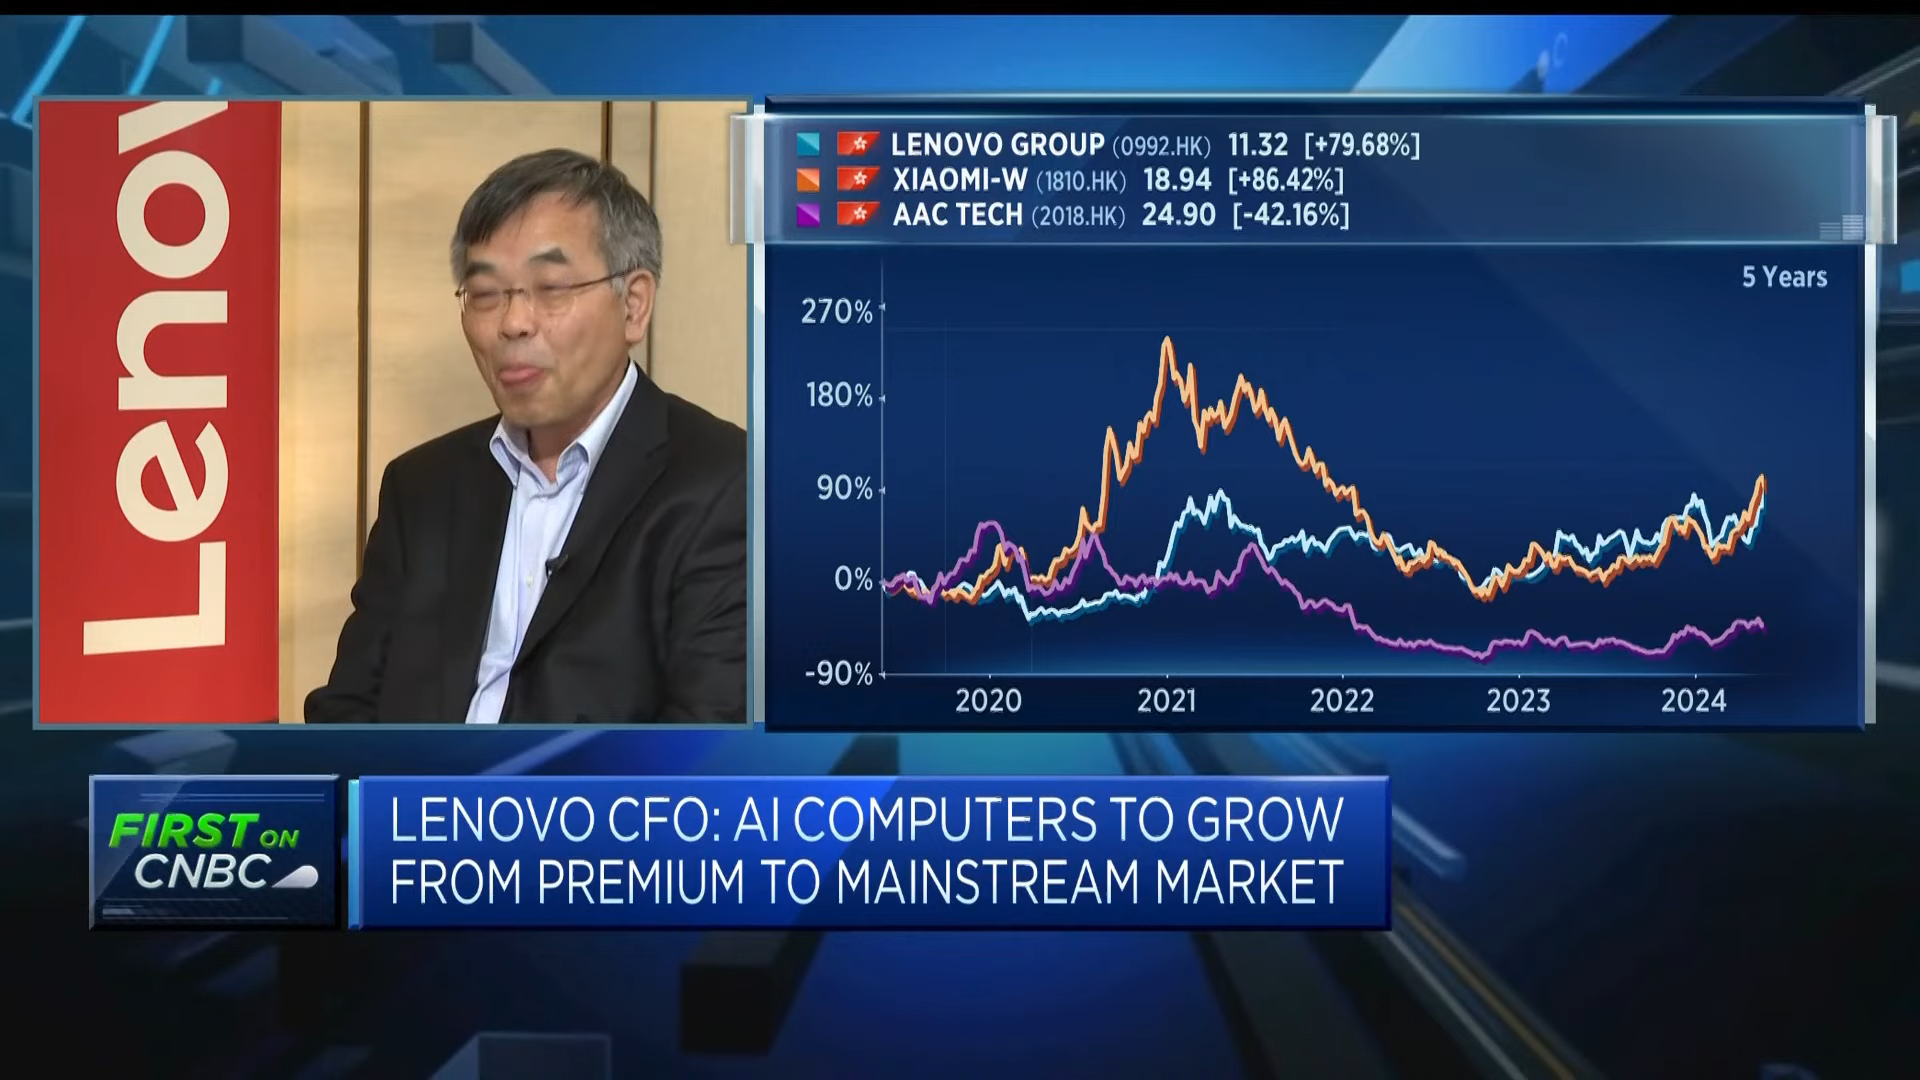 Lenov
LENOVO GROUP (0992.HK) 11.32 [+79.68%]
XIAOMI-W (1810.HK) 18.94 [+86.42%]
AAC TECH (2018.HK) 24.90 [-42.16%]
5 Years
270%
180%
90%
0%
-90%
2020 2021 2022 2023 2024
FIRST ON
CNBC
LENOVO CFO: AI COMPUTERS TO GROW
FROM PREMIUM TO MAINSTREAM MARKET